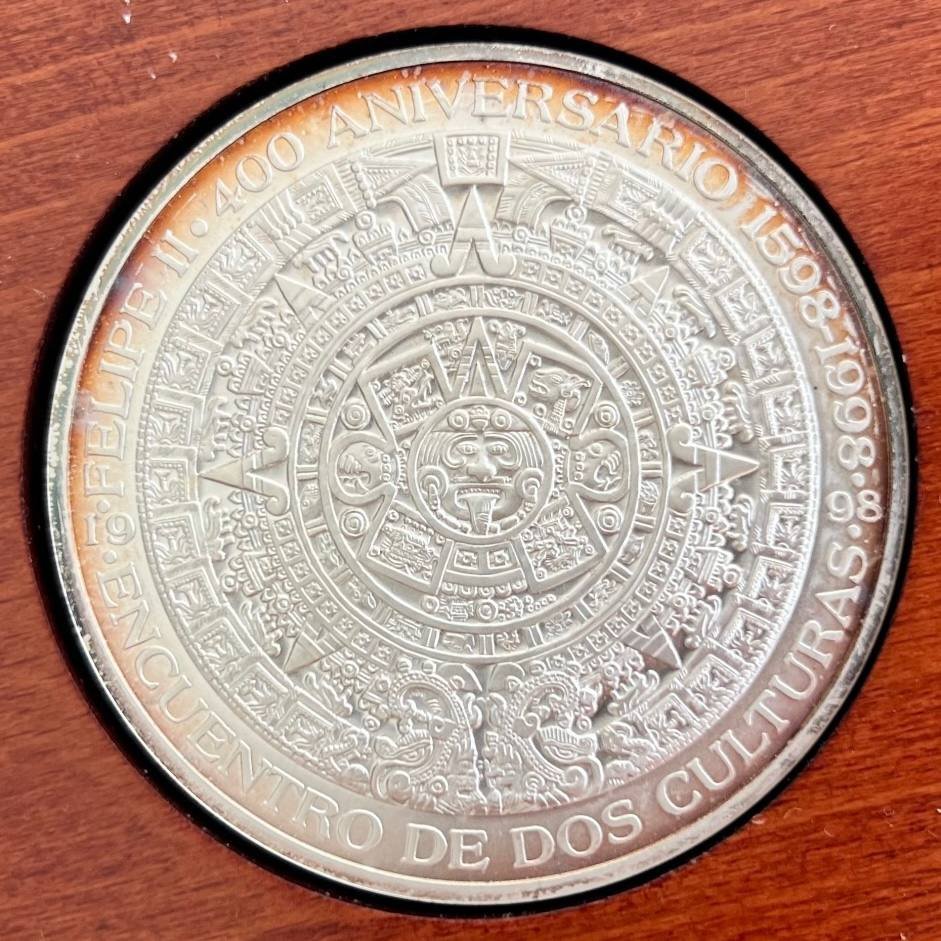 ·FELIPE II·400 ANIVERSARIO 1598-1998·
19 98
·ENCUENTRO DE DOS CULTURAS·